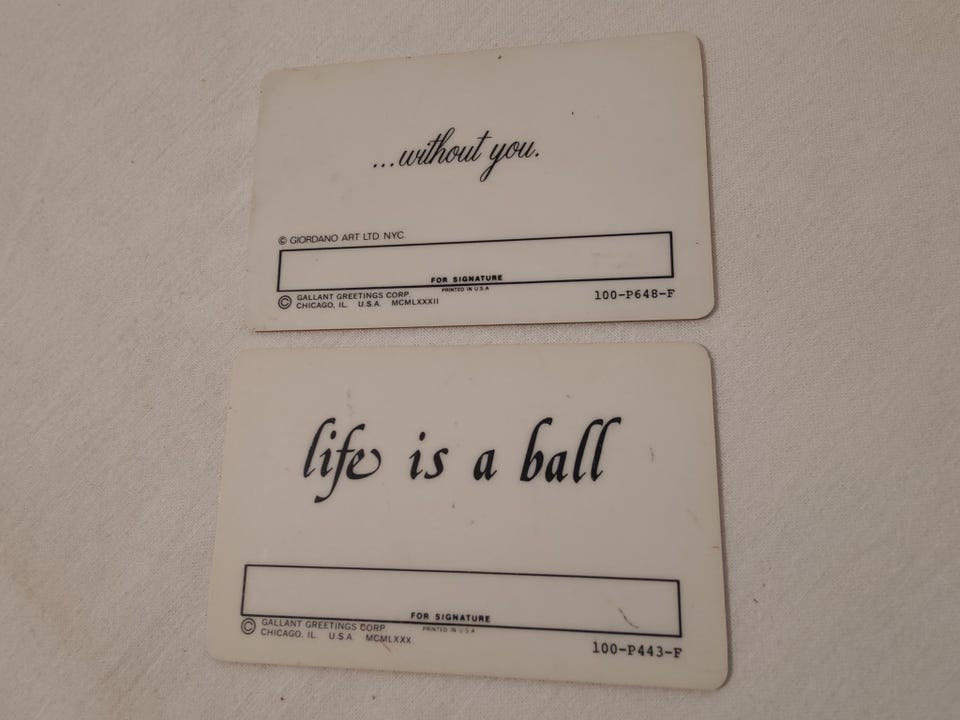 ...without you.
© GIORDANO ART LTD NYC
FOR SIGNATURE
PRINTED IN U.S.A
© GALLANT GREETINGS CORP.
CHICAGO, IL. U.S.A. MCMLXXXII
100-P648-F
life is a ball
FOR SIGNATURE
PRINTED IN U.S.A
© GALLANT GREETINGS CORP.
CHICAGO, IL. U.S.A. MCMLXXX
100-P443-F